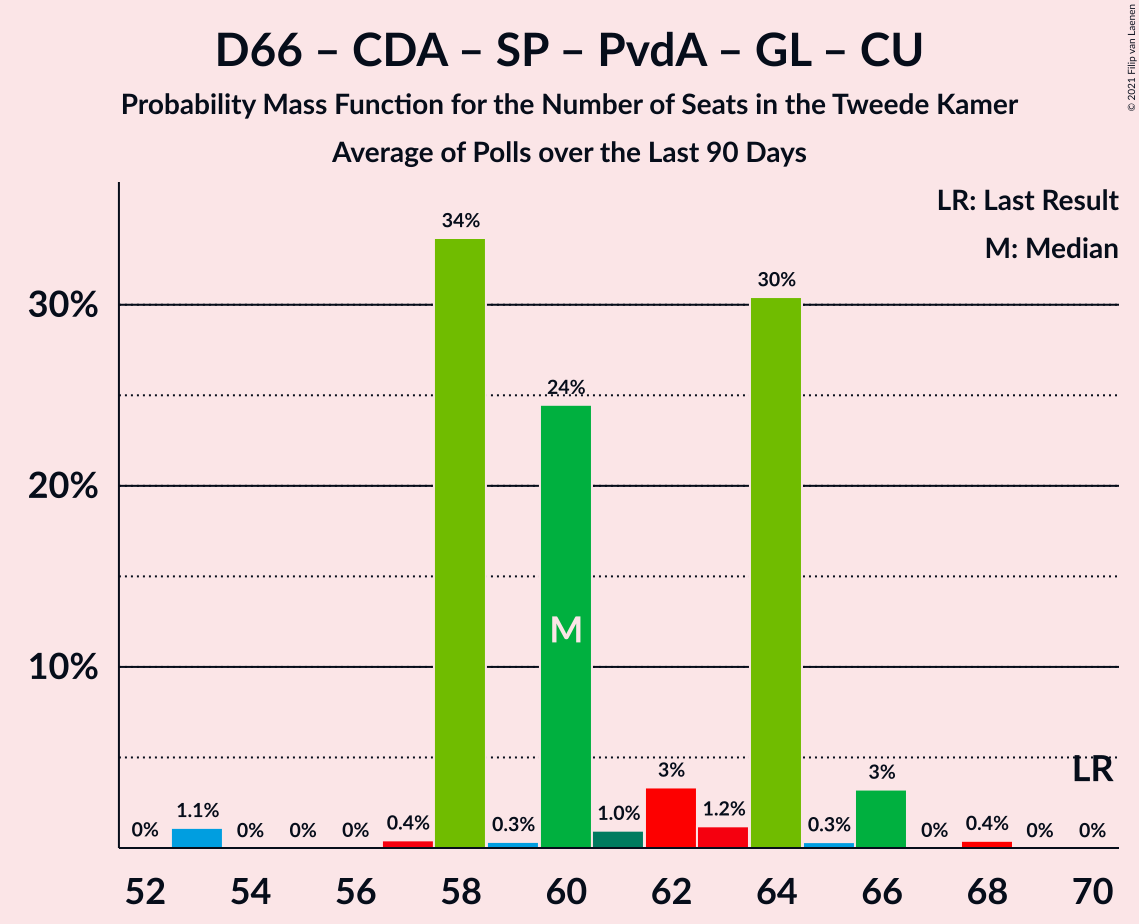 D66 – CDA – SP – PvdA – GL – CU
Probability Mass Function for the Number of Seats in the Tweede Kamer
Average of Polls over the Last 90 Days
© 2021 Filip van Laenen
LR: Last Result
M: Median
30%
20%
10%
0%
1.1%
0%
0%
0%
0.4%
34%
0.3%
24%
1.0%
3%
1.2%
30%
0.3%
3%
0%
0.4%
0%
0%
M
LR
52 54 56 58 60 62 64 66 68 70